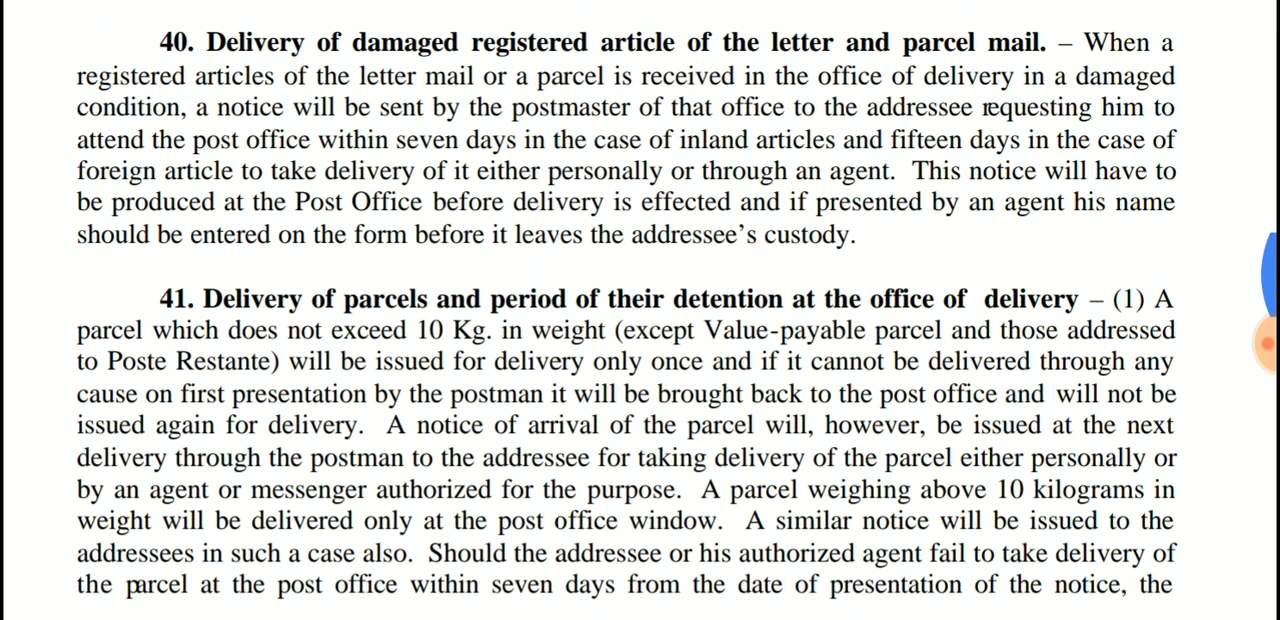 40. Delivery of damaged registered article of the letter and parcel mail. – When a
registered articles of the letter mail or a parcel is received in the office of delivery in a damaged
condition, a notice will be sent by the postmaster of that office to the addressee requesting him to
attend the post office within seven days in the case of inland articles and fifteen days in the case of
foreign article to take delivery of it either personally or through an agent.  This notice will have to
be produced at the Post Office before delivery is effected and if presented by an agent his name
should be entered on the form before it leaves the addressee’s custody.
41. Delivery of parcels and period of their detention at the office of  delivery – (1) A
parcel which does not exceed 10 Kg. in weight (except Value-payable parcel and those addressed
to Poste Restante) will be issued for delivery only once and if it cannot be delivered through any
cause on first presentation by the postman it will be brought back to the post office and will not be
issued again for delivery.  A notice of arrival of the parcel will, however, be issued at the next
delivery through the postman to the addressee for taking delivery of the parcel either personally or
by an agent or messenger authorized for the purpose.  A parcel weighing above 10 kilograms in
weight will be delivered only at the post office window.  A similar notice will be issued to the
addressees in such a case also.  Should the addressee or his authorized agent fail to take delivery of
the parcel at the post office within seven days from the date of presentation of the notice, the